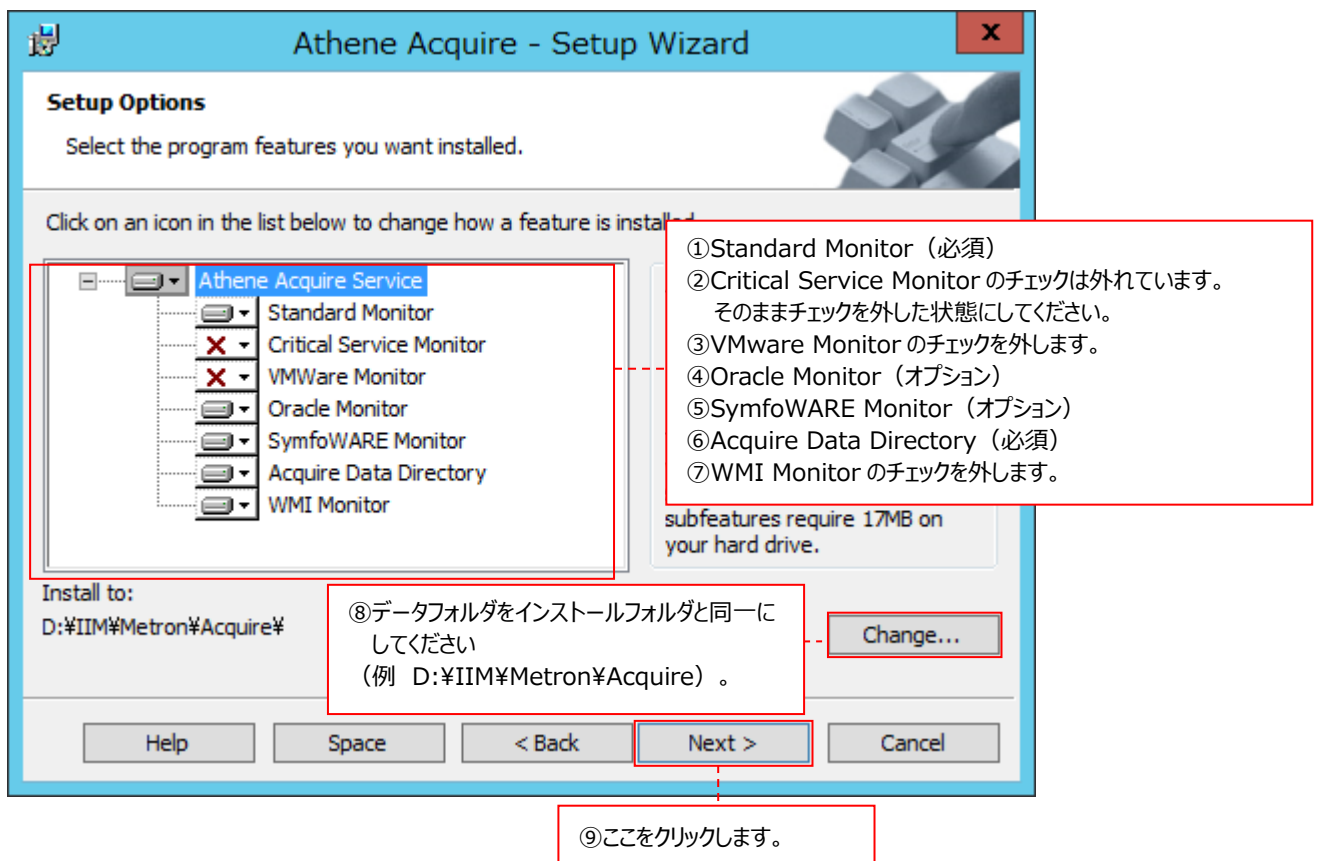 Athene Acquire - Setup Wizard
x
Setup Options
Select the program features you want installed.
Click on an icon in the list below to change how a feature is installed
Athene Acquire Service
Standard Monitor
Critical Service Monitor
VMWare Monitor
Oracle Monitor
SymfoWARE Monitor
Acquire Data Directory
WMI Monitor
①Standard Monitor（必須）
②Critical Service Monitor のチェックは外れています。
そのままチェックを外した状態にしてください。
③VMware Monitor のチェックを外します。
④Oracle Monitor（オプション）
⑤SymfoWARE Monitor（オプション）
⑥Acquire Data Directory（必須）
⑦WMI Monitor のチェックを外します。
subfeatures require 17MB on
your hard drive.
Install to:
D:¥IIM¥Metron¥Acquire¥
⑧データフォルダをインストールフォルダと同一に
してください
（例 D:¥IIM¥Metron¥Acquire）。
Change...
Help
Space
< Back
Next >
Cancel
⑨ここをクリックします。